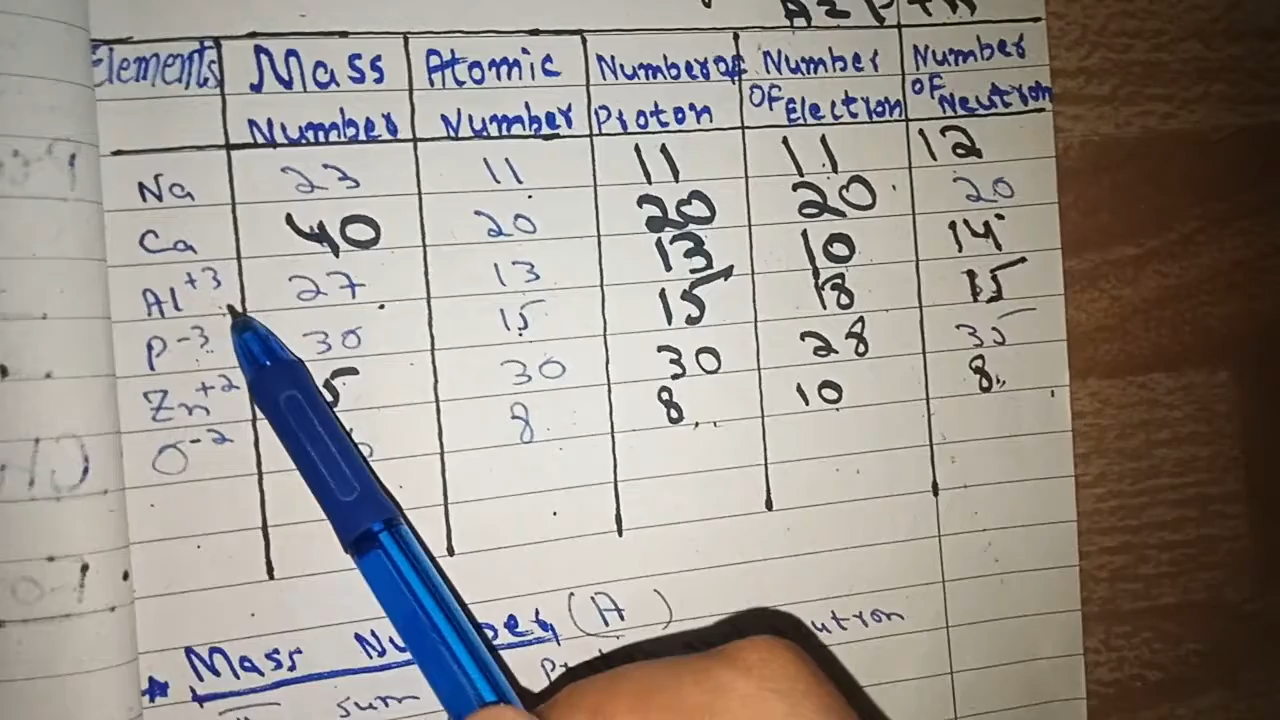 Elements Mass Number Atomic Number Number of Proton Number of Electron Number of Neutron
Na 23 11 11 11 12
Ca 40 20 20 20 20
Al+3 27 13 13 10 14
P-3 30 15 15 18 15
Zn+2 5 30 30 28 35
O-2 8 8 10 8
Mass (A)
sum